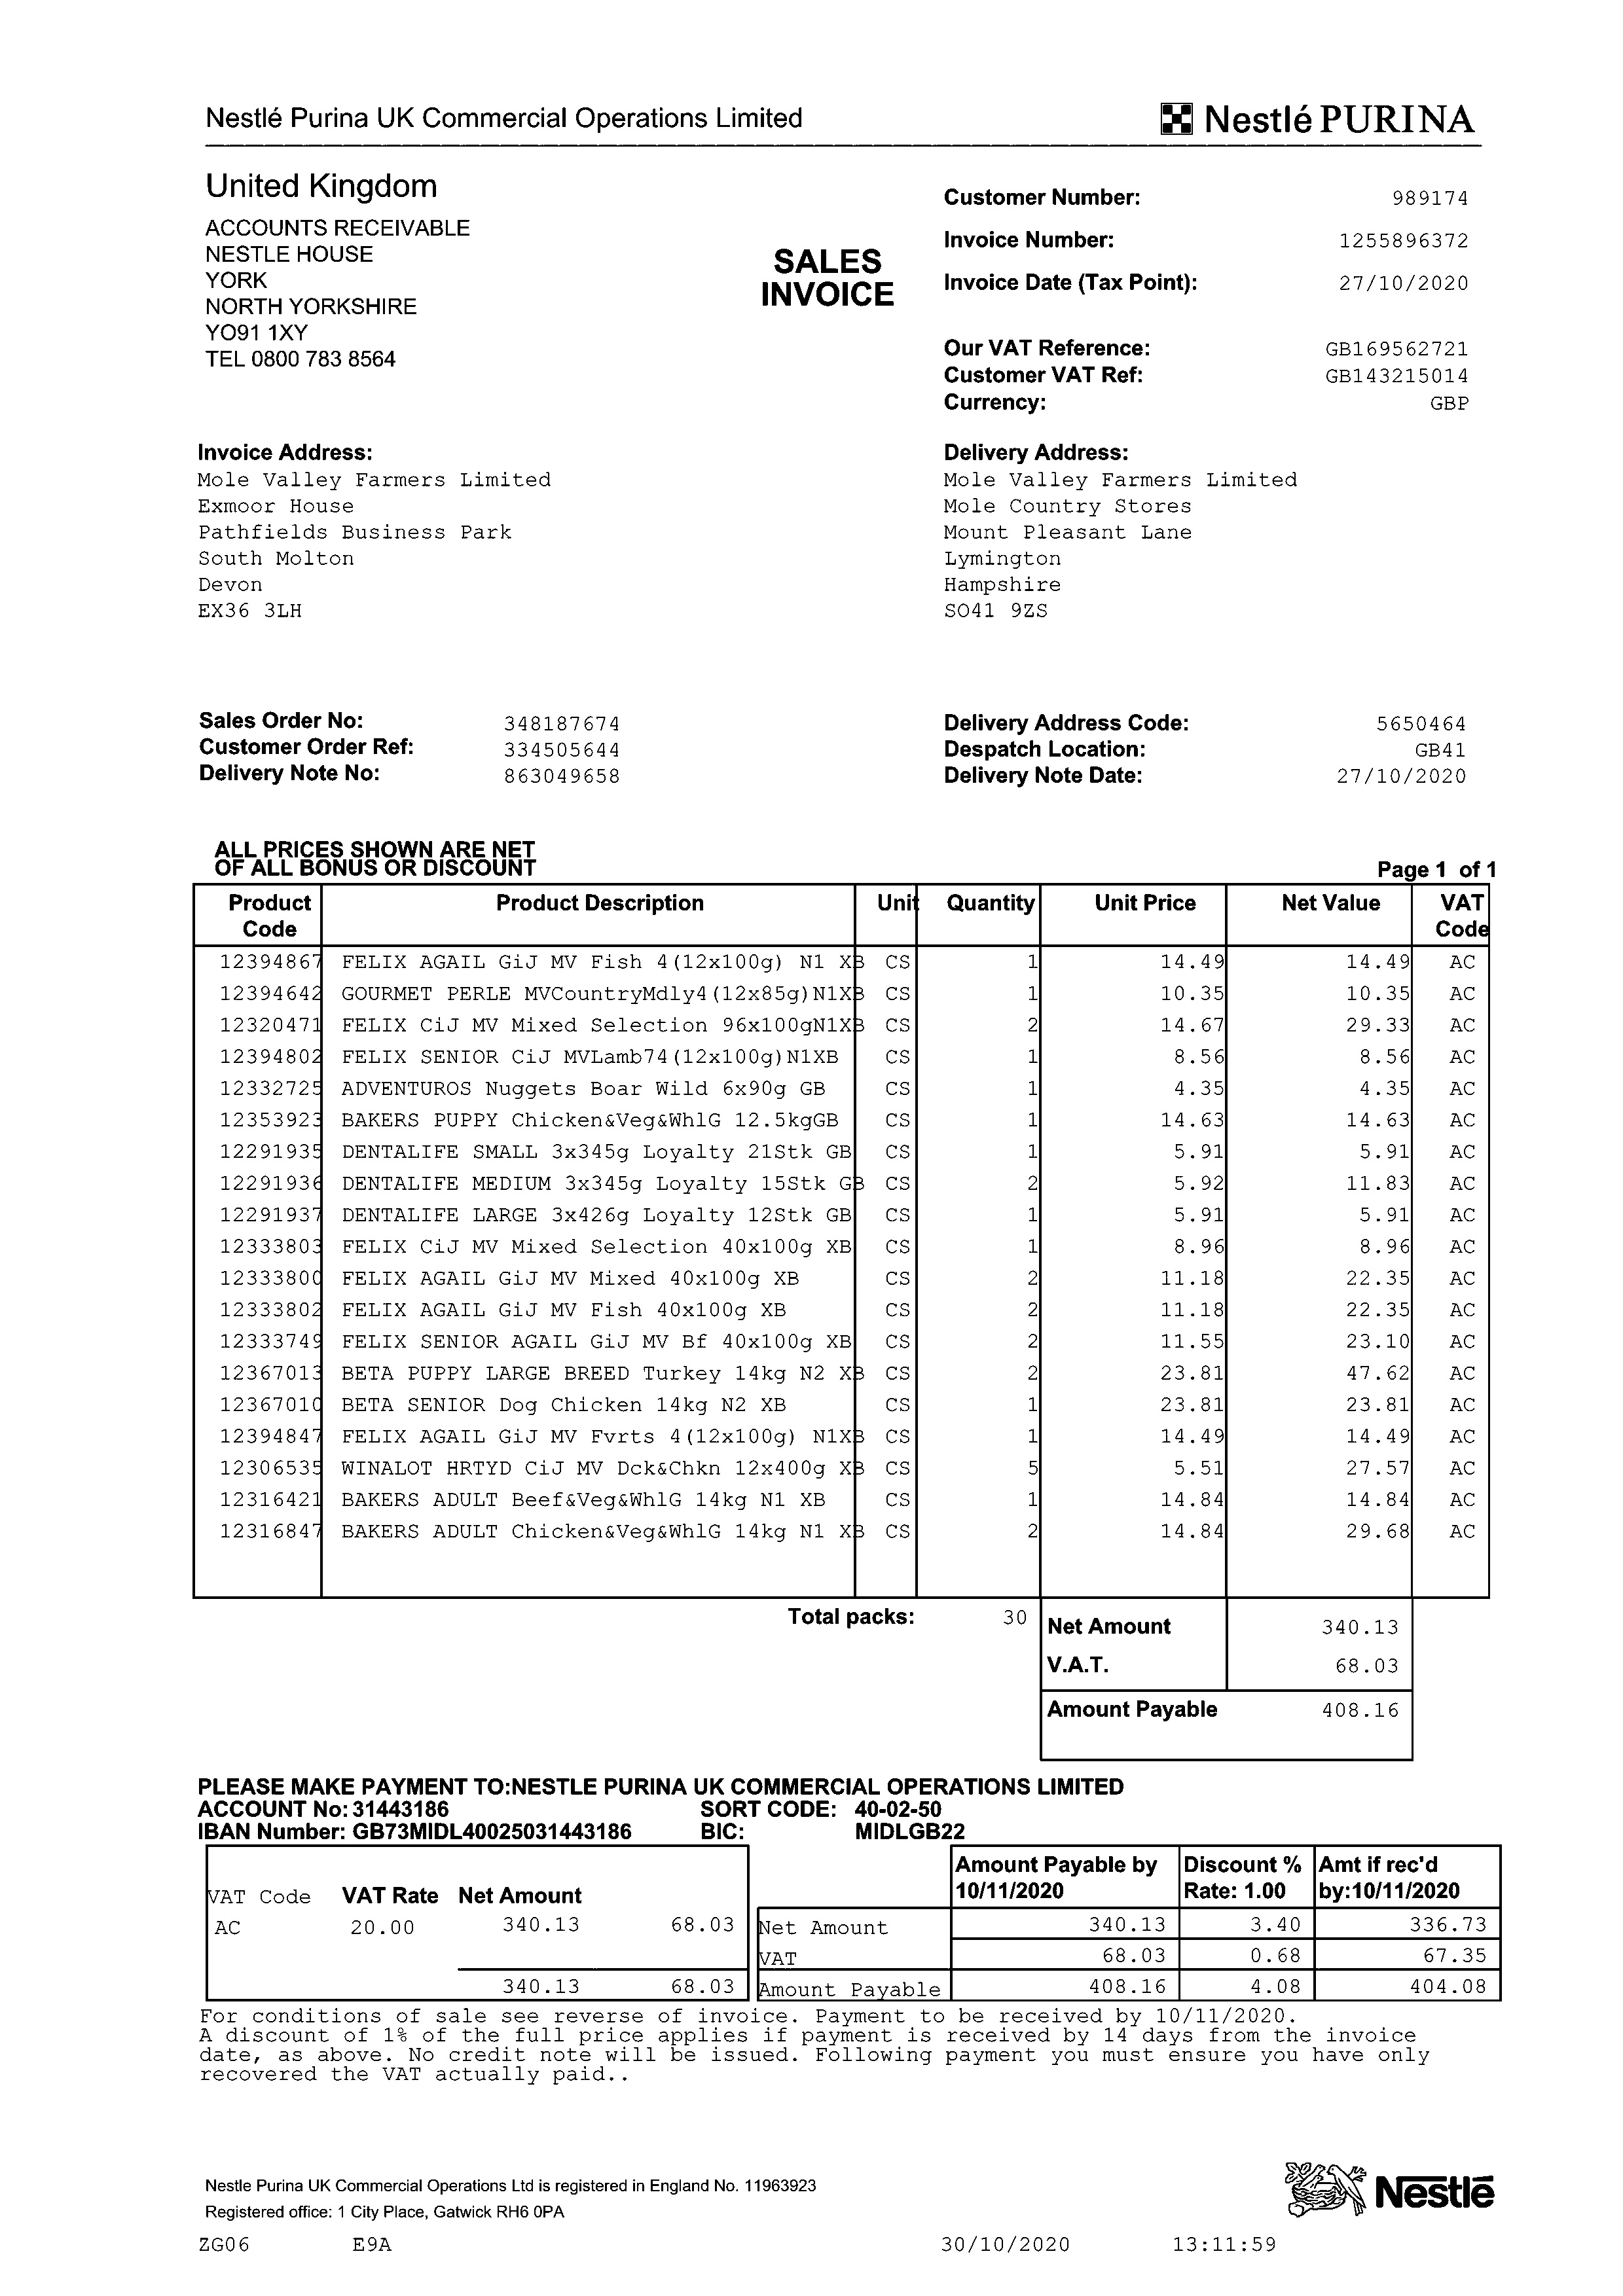 Nestlé Purina UK Commercial Operations Limited
Nestlé PURINA
United Kingdom
ACCOUNTS RECEIVABLE
NESTLE HOUSE
YORK
NORTH YORKSHIRE
YO91 1XY
TEL 0800 783 8564
SALES
INVOICE
Customer Number: 989174
Invoice Number: 1255896372
Invoice Date (Tax Point): 27/10/2020
Our VAT Reference: GB169562721
Customer VAT Ref: GB143215014
Currency: GBP
Invoice Address:
Mole Valley Farmers Limited
Exmoor House
Pathfields Business Park
South Molton
Devon
EX36 3LH
Delivery Address:
Mole Valley Farmers Limited
Mole Country Stores
Mount Pleasant Lane
Lymington
Hampshire
SO41 9ZS
Sales Order No: 348187674
Customer Order Ref: 334505644
Delivery Note No: 863049658
Delivery Address Code: 5650464
Despatch Location: GB41
Delivery Note Date: 27/10/2020
ALL PRICES SHOWN ARE NET
OF ALL BONUS OR DISCOUNT
Page 1 of 1
Product Code Product Description Unit Quantity Unit Price Net Value VAT Code
12394867 FELIX AGAIL GiJ MV Fish 4(12x100g) N1 XB CS 1 14.49 14.49 AC
12394642 GOURMET PERLE MVCountryMdly4(12x85g)N1XB CS 1 10.35 10.35 AC
12320471 FELIX CiJ MV Mixed Selection 96x100gN1XB CS 2 14.67 29.33 AC
12394802 FELIX SENIOR CiJ MVLamb74(12x100g)N1XB CS 1 8.56 8.56 AC
12332725 ADVENTUROS Nuggets Boar Wild 6x90g GB CS 1 4.35 4.35 AC
12353923 BAKERS PUPPY Chicken&Veg&WhlG 12.5kgGB CS 1 14.63 14.63 AC
12291935 DENTALIFE SMALL 3x345g Loyalty 21Stk GB CS 1 5.91 5.91 AC
12291936 DENTALIFE MEDIUM 3x345g Loyalty 15Stk GB CS 2 5.92 11.83 AC
12291937 DENTALIFE LARGE 3x426g Loyalty 12Stk GB CS 1 5.91 5.91 AC
12333803 FELIX CiJ MV Mixed Selection 40x100g XB CS 1 8.96 8.96 AC
12333800 FELIX AGAIL GiJ MV Mixed 40x100g XB CS 2 11.18 22.35 AC
12333802 FELIX AGAIL GiJ MV Fish 40x100g XB CS 2 11.18 22.35 AC
12333749 FELIX SENIOR AGAIL GiJ MV Bf 40x100g XB CS 2 11.55 23.10 AC
12367013 BETA PUPPY LARGE BREED Turkey 14kg N2 XB CS 2 23.81 47.62 AC
12367010 BETA SENIOR Dog Chicken 14kg N2 XB CS 1 23.81 23.81 AC
12394847 FELIX AGAIL GiJ MV Fvrts 4(12x100g) N1XB CS 1 14.49 14.49 AC
12306535 WINALOT HRTYD CiJ MV Dck&Chkn 12x400g XB CS 5 5.51 27.57 AC
12316421 BAKERS ADULT Beef&Veg&WhlG 14kg N1 XB CS 1 14.84 14.84 AC
12316847 BAKERS ADULT Chicken&Veg&WhlG 14kg N1 XB CS 2 14.84 29.68 AC
Total packs: 30
Net Amount 340.13
V.A.T. 68.03
Amount Payable 408.16
PLEASE MAKE PAYMENT TO:NESTLE PURINA UK COMMERCIAL OPERATIONS LIMITED
ACCOUNT No: 31443186 SORT CODE: 40-02-50
IBAN Number: GB73MIDL40025031443186 BIC: MIDLGB22
VAT Code VAT Rate Net Amount
AC 20.00 340.13 68.03
340.13 68.03
Amount Payable by 10/11/2020 Discount % Rate: 1.00 Amt if rec'd by:10/11/2020
Net Amount 340.13 3.40 336.73
VAT 68.03 0.68 67.35
Amount Payable 408.16 4.08 404.08
For conditions of sale see reverse of invoice. Payment to be received by 10/11/2020.
A discount of 1% of the full price applies if payment is received by 14 days from the invoice
date, as above. No credit note will be issued. Following payment you must ensure you have only
recovered the VAT actually paid..
Nestle Purina UK Commercial Operations Ltd is registered in England No. 11963923
Registered office: 1 City Place, Gatwick RH6 0PA
Nestlé
ZG06 E9A 30/10/2020 13:11:59